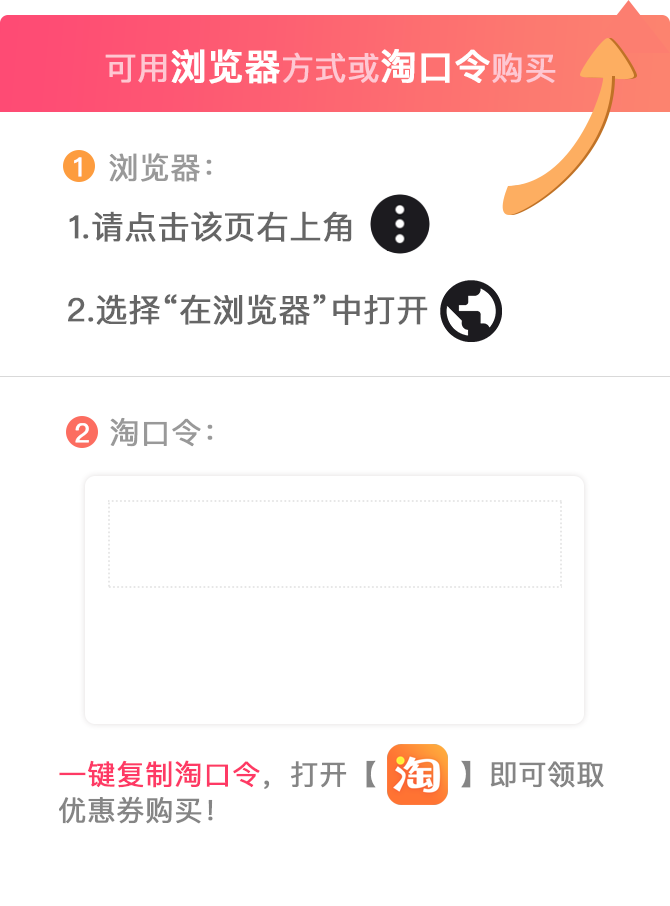 可用浏览器方式或淘口令购买
1 浏览器：
1.请点击该页右上角
2.选择“在浏览器”中打开
2 淘口令：
一键复制淘口令，打开【淘】即可领取
优惠券购买！